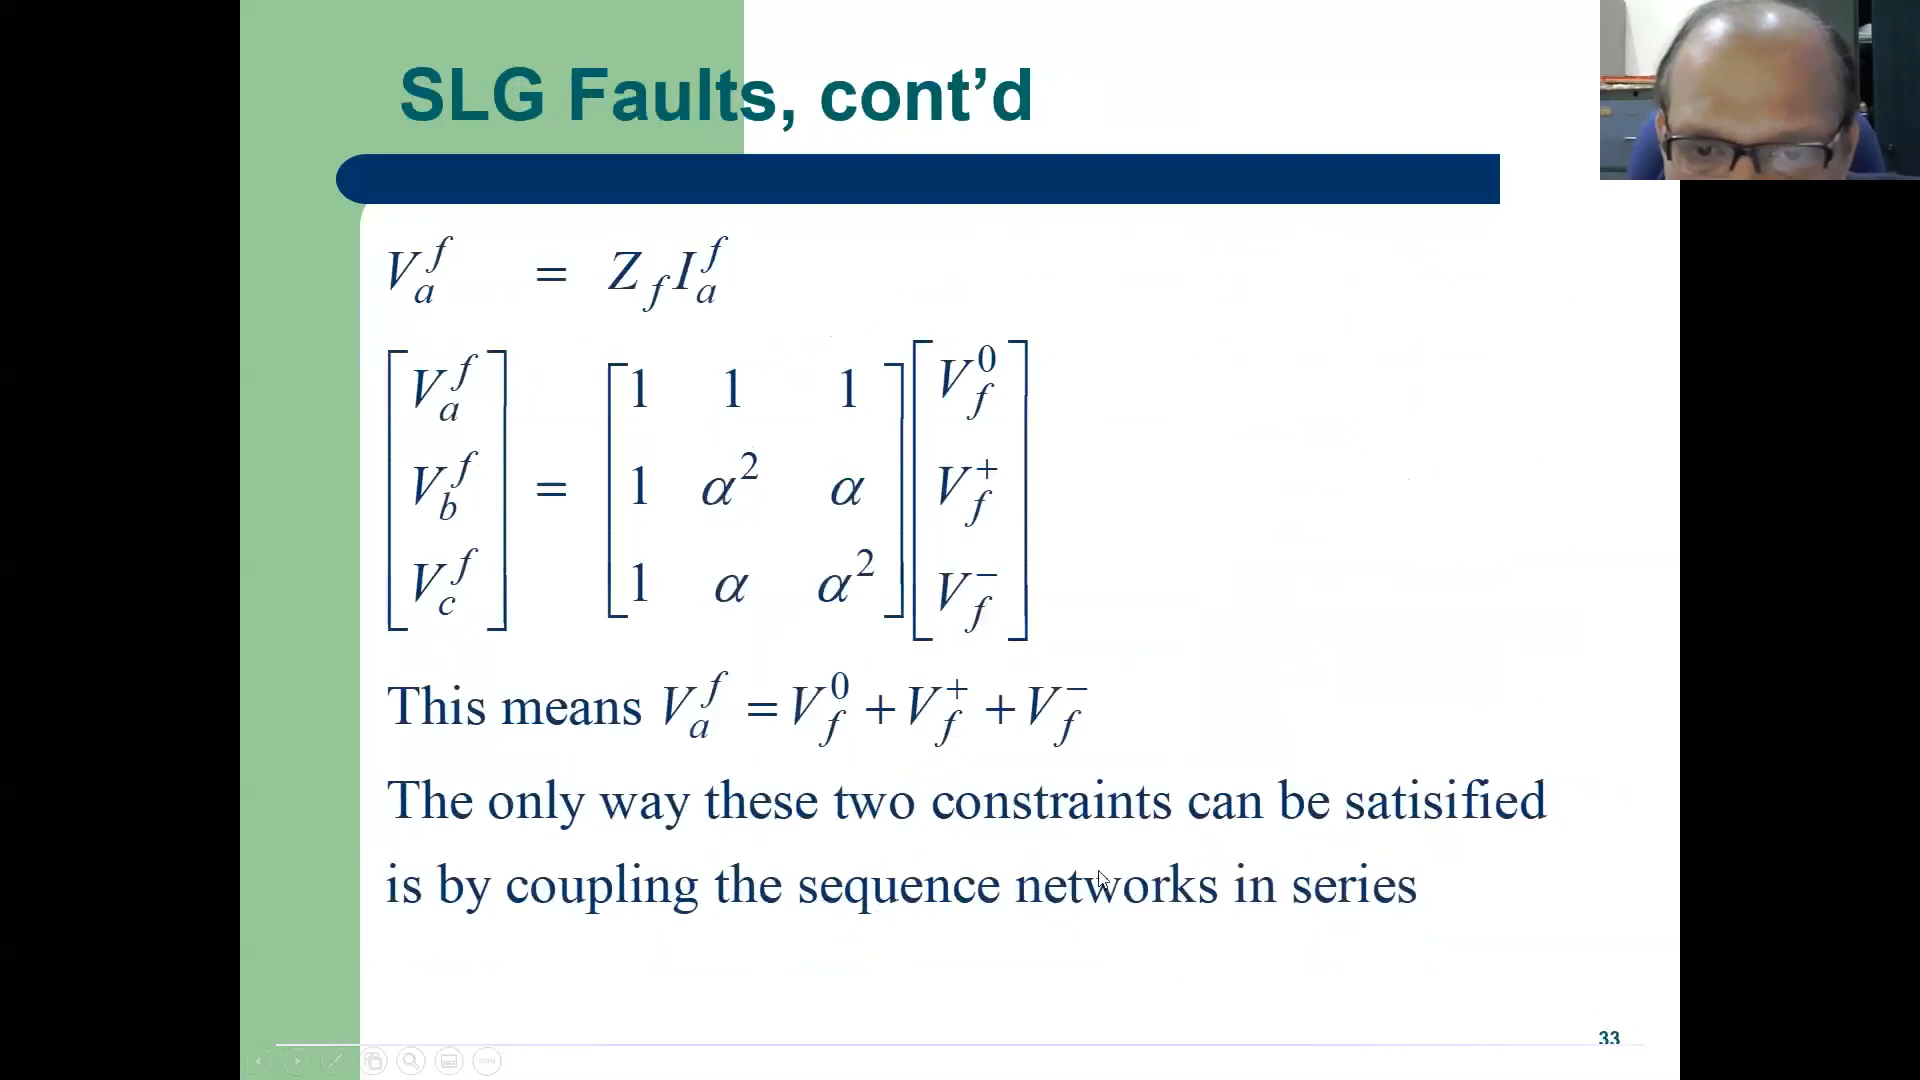 SLG Faults, cont’d
V_a^f = Z_f I_a^f
[V_a^f; V_b^f; V_c^f] = [1 1 1; 1 α² α; 1 α α²] [V_f^0; V_f^+; V_f^-]
This means V_a^f = V_f^0 + V_f^+ + V_f^-
The only way these two constraints can be satisified
is by coupling the sequence networks in series
33